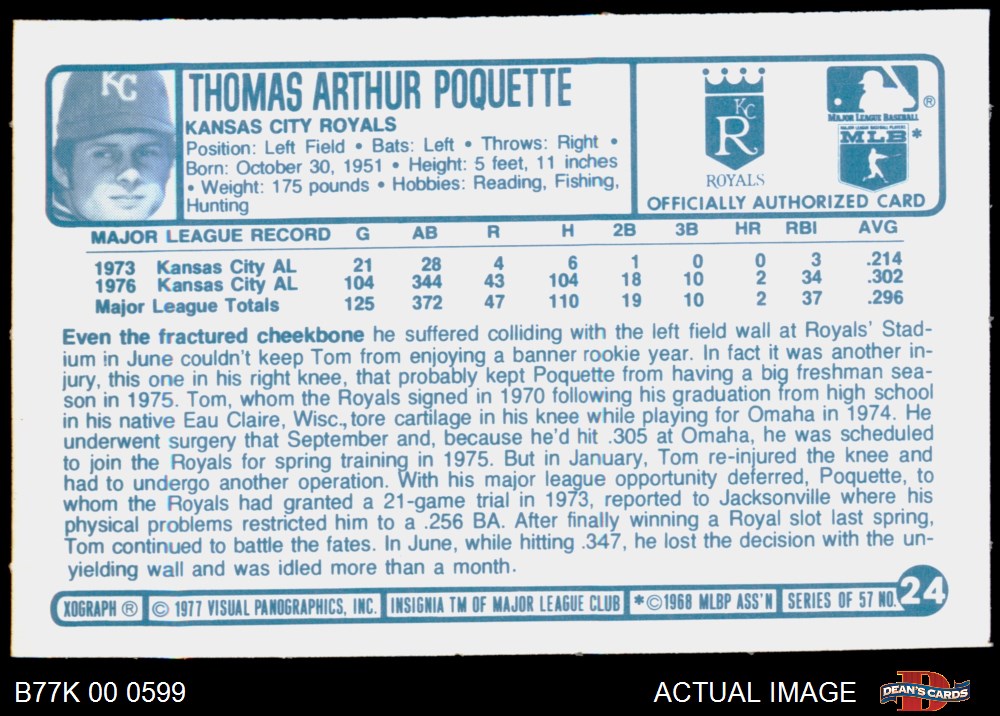 KC
THOMAS ARTHUR POQUETTE
KANSAS CITY ROYALS
Position: Left Field • Bats: Left • Throws: Right •
Born: October 30, 1951 • Height: 5 feet, 11 inches
• Weight: 175 pounds • Hobbies: Reading, Fishing,
Hunting
KC
R
ROYALS
MAJOR LEAGUE BASEBALL ®
MAJOR LEAGUE BASEBALL PLAYERS
MLB *
OFFICIALLY AUTHORIZED CARD
MAJOR LEAGUE RECORD G AB R H 2B 3B HR RBI AVG
1973 Kansas City AL 21 28 4 6 1 0 0 3 .214
1976 Kansas City AL 104 344 43 104 18 10 2 34 .302
Major League Totals 125 372 47 110 19 10 2 37 .296
Even the fractured cheekbone he suffered colliding with the left field wall at Royals' Stad-
ium in June couldn't keep Tom from enjoying a banner rookie year. In fact it was another in-
jury, this one in his right knee, that probably kept Poquette from having a big freshman sea-
son in 1975. Tom, whom the Royals signed in 1970 following his graduation from high school
in his native Eau Claire, Wisc., tore cartilage in his knee while playing for Omaha in 1974. He
underwent surgery that September and, because he'd hit .305 at Omaha, he was scheduled
to join the Royals for spring training in 1975. But in January, Tom re-injured the knee and
had to undergo another operation. With his major league opportunity deferred, Poquette, to
whom the Royals had granted a 21-game trial in 1973, reported to Jacksonville where his
physical problems restricted him to a .256 BA. After finally winning a Royal slot last spring,
Tom continued to battle the fates. In June, while hitting .347, he lost the decision with the un-
yielding wall and was idled more than a month.
XOGRAPH ® © 1977 VISUAL PANOGRAPHICS, INC. INSIGNIA TM OF MAJOR LEAGUE CLUB *©1968 MLBP ASS'N SERIES OF 57 NO. 24
B77K 00 0599 ACTUAL IMAGE DEAN'S CARDS